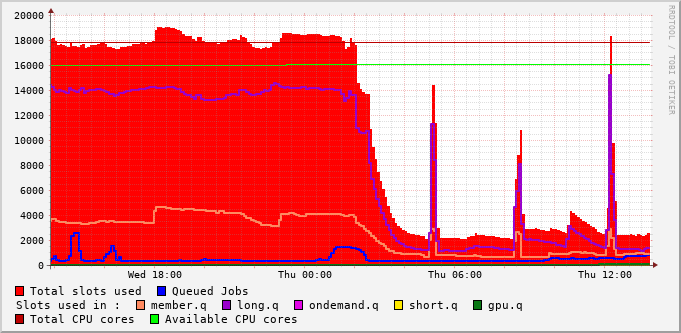 20000
18000
16000
14000
12000
10000
8000
6000
4000
2000
0
Wed 18:00 Thu 00:00 Thu 06:00 Thu 12:00
RRDTOOL / TOBI OETIKER
Total slots used Queued Jobs
Slots used in : member.q long.q ondemand.q short.q gpu.q
Total CPU cores Available CPU cores